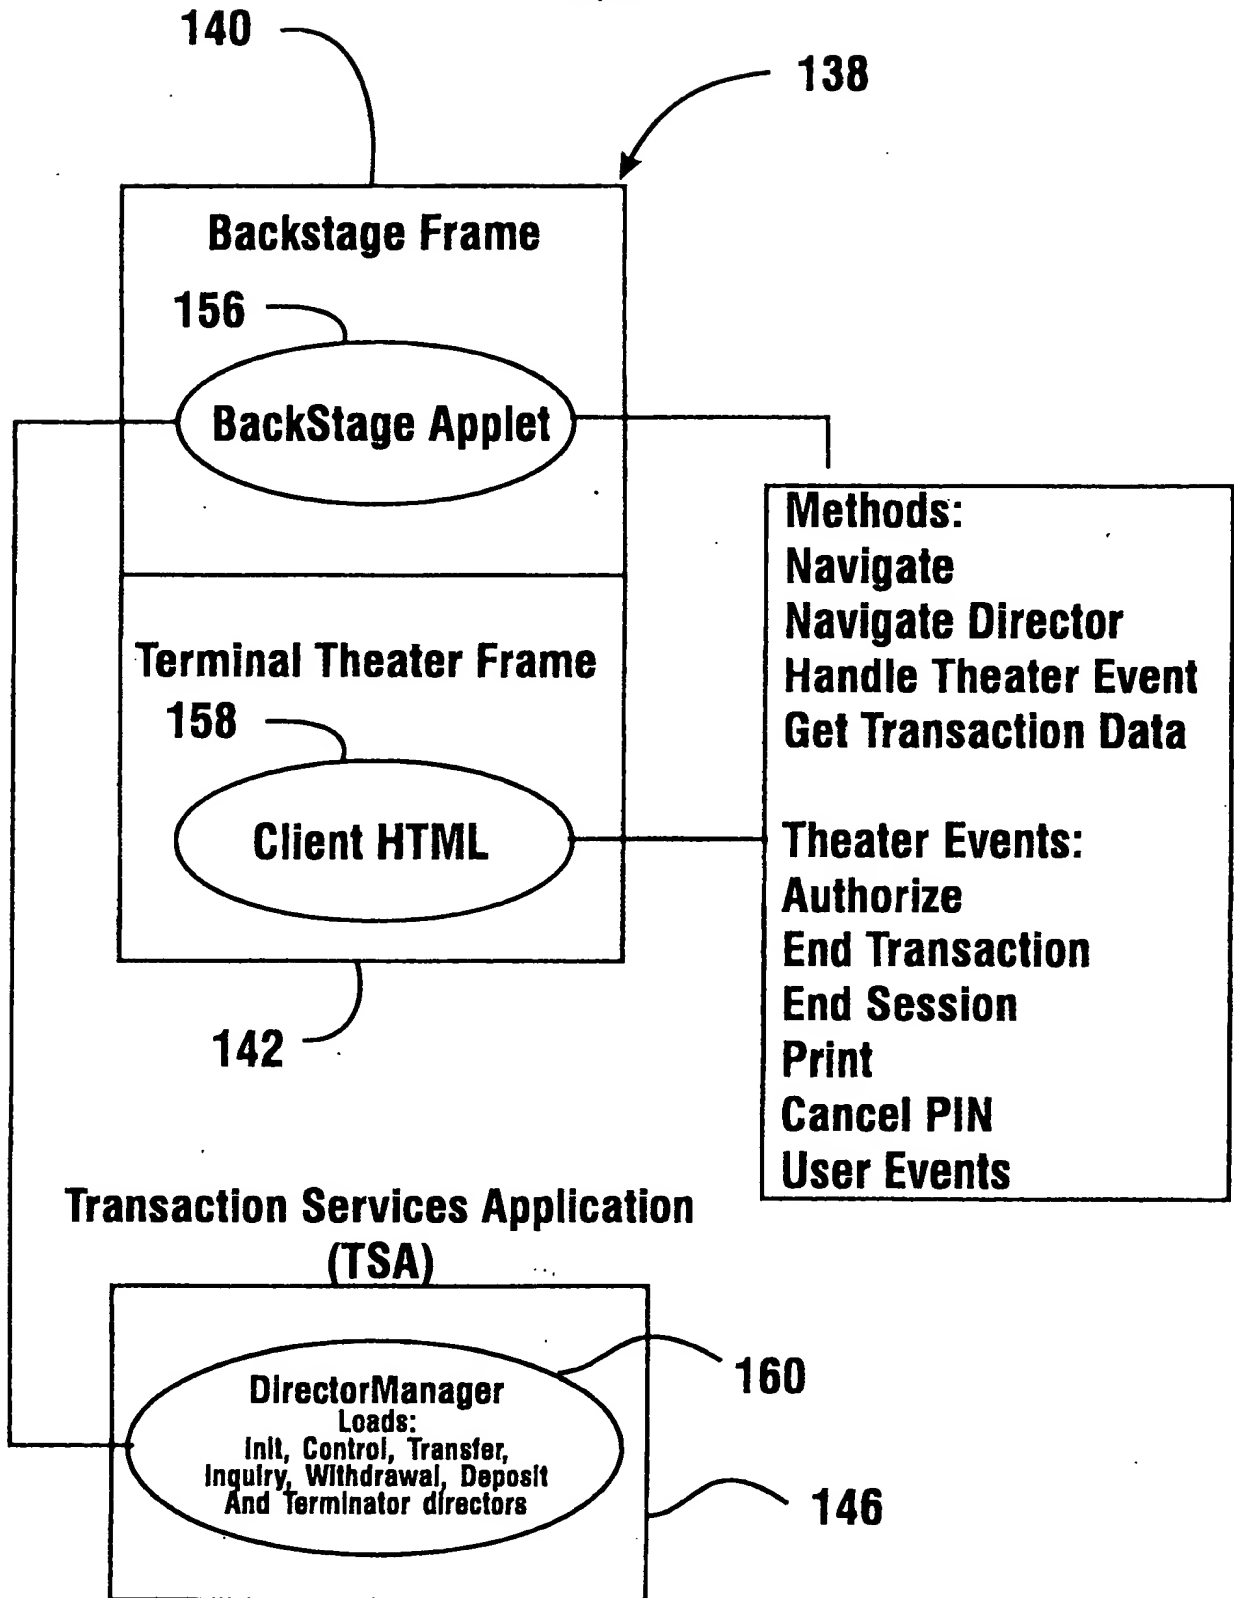 140
138
Backstage Frame
156
BackStage Applet
Methods:
Navigate
Navigate Director
Handle Theater Event
Get Transaction Data
Terminal Theater Frame
158
Client HTML
Theater Events:
Authorize
End Transaction
End Session
Print
Cancel PIN
User Events
142
Transaction Services Application
(TSA)
DirectorManager
Loads:
Init, Control, Transfer,
Inquiry, Withdrawal, Deposit
And Terminator directors
160
146